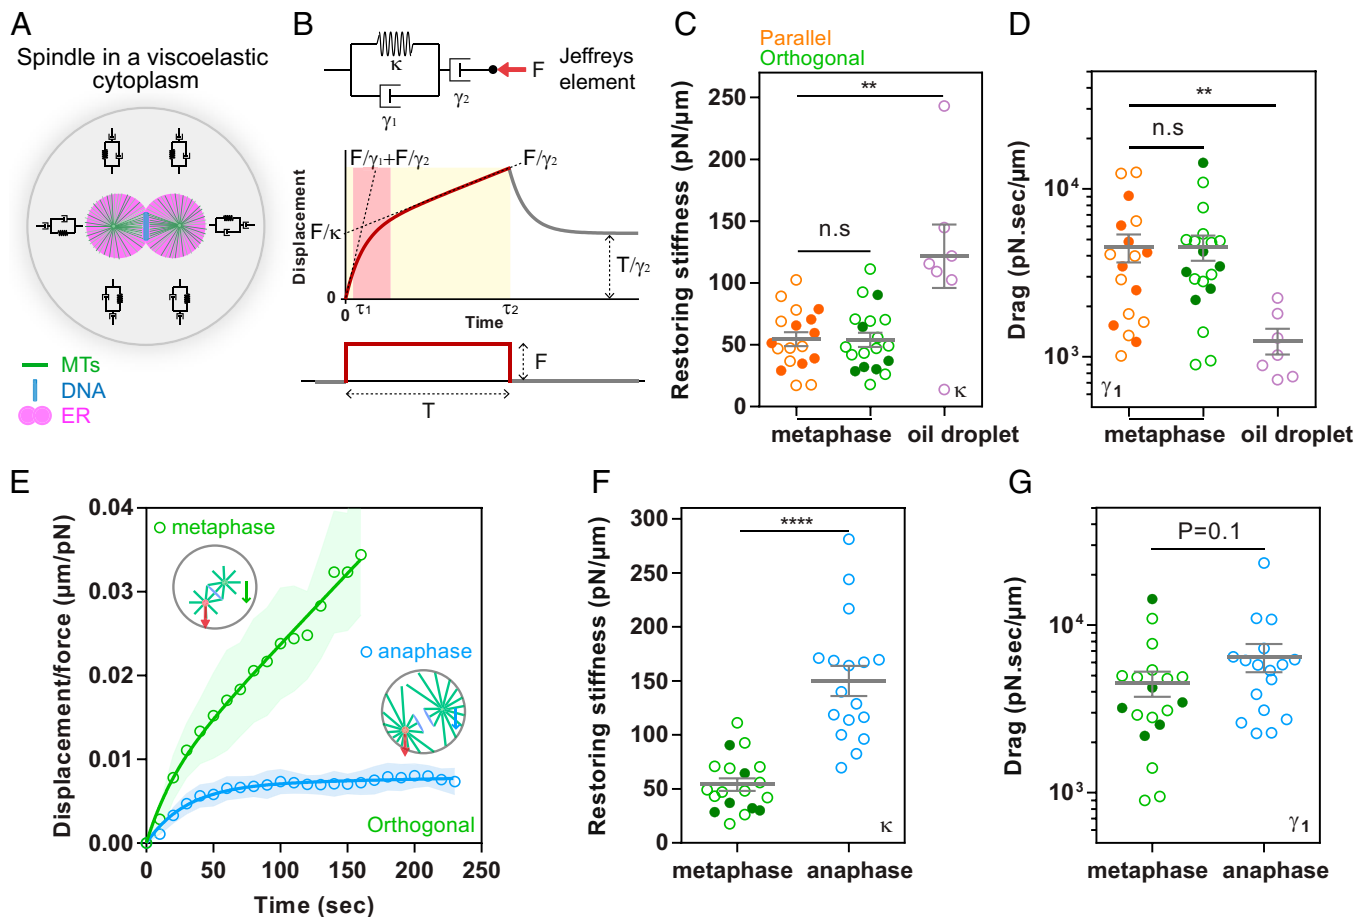 A
Spindle in a viscoelastic
cytoplasm
MTs
DNA
ER
B
κ
γ1
γ2
F
Jeffreys
element
F/γ1+F/γ2
F/γ2
F/κ
T/γ2
Displacement
0
0
τ1
Time
τ2
F
T
C
Parallel
Orthogonal
Restoring stiffness (pN/µm)
250
200
150
100
50
0
**
n.s
κ
metaphase
oil droplet
D
Drag (pN.sec/µm)
10⁴
10³
**
n.s
γ1
metaphase
oil droplet
E
Displacement/force (µm/pN)
0.04
0.03
0.02
0.01
0.00
metaphase
anaphase
Orthogonal
0
50
100
150
200
250
Time (sec)
F
Restoring stiffness (pN/µm)
300
250
200
150
100
50
0
****
κ
metaphase
anaphase
G
Drag (pN.sec/µm)
10⁴
10³
P=0.1
γ1
metaphase
anaphase